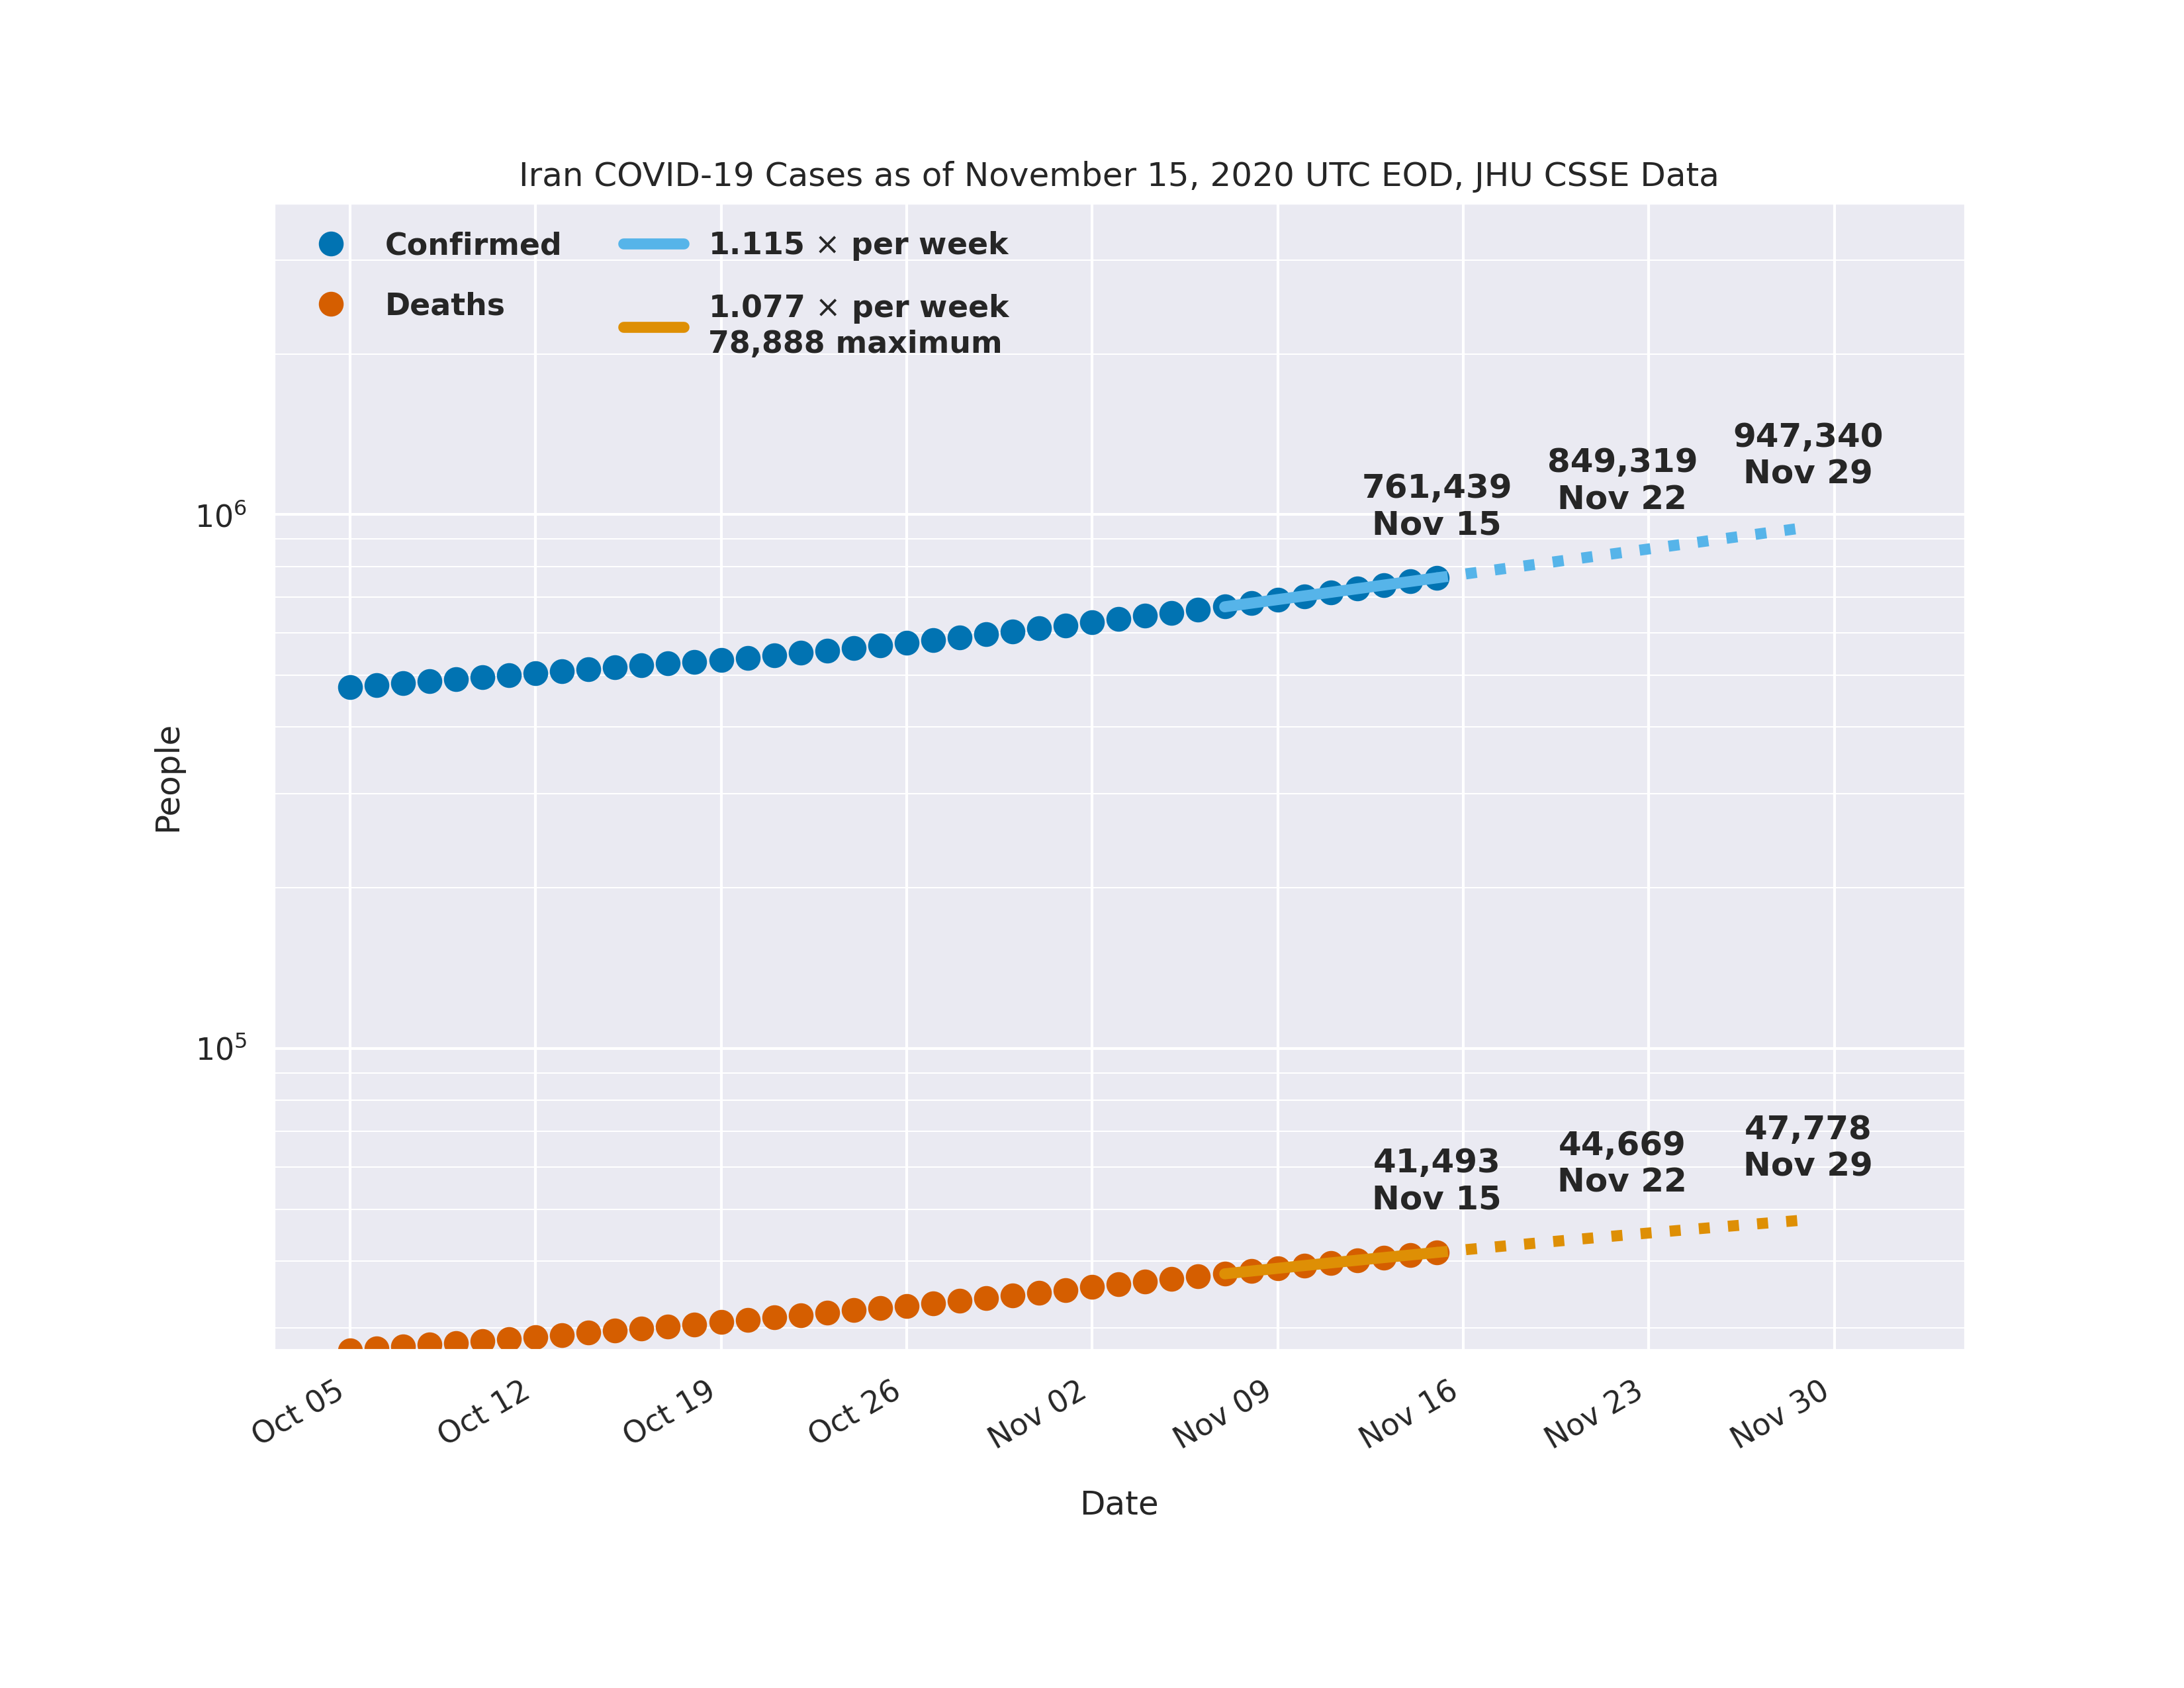 Iran COVID-19 Cases as of November 15, 2020 UTC EOD, JHU CSSE Data
Confirmed
Deaths
1.115 × per week
1.077 × per week
78,888 maximum
761,439
Nov 15
849,319
Nov 22
947,340
Nov 29
41,493
Nov 15
44,669
Nov 22
47,778
Nov 29
People
10⁶
10⁵
Oct 05
Oct 12
Oct 19
Oct 26
Nov 02
Nov 09
Nov 16
Nov 23
Nov 30
Date